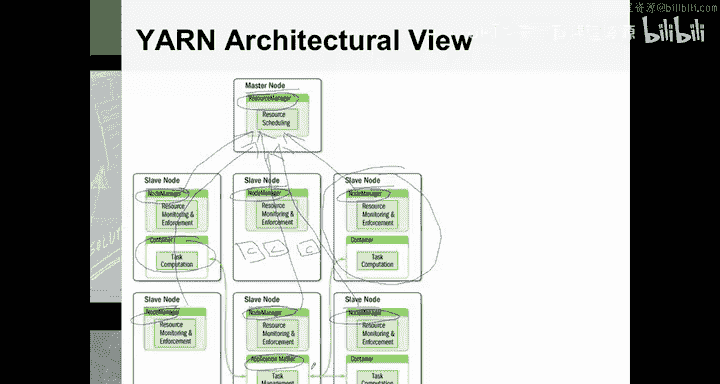 YARN Architectural View
bilibili
Master Node
ResourceManager
Resource
Scheduling
Slave Node
NodeManager
Resource
Monitoring &
Enforcement
Container
Task
Computation
Slave Node
NodeManager
Resource
Monitoring &
Enforcement
C C C
Slave Node
NodeManager
Resource
Monitoring &
Enforcement
Container
Task
Computation
Slave Node
NodeManager
Resource
Monitoring &
Enforcement
Slave Node
NodeManager
Resource
Monitoring &
Enforcement
Application Master
Task
Management
Slave Node
NodeManager
Resource
Monitoring &
Enforcement
Container
Task
Computation